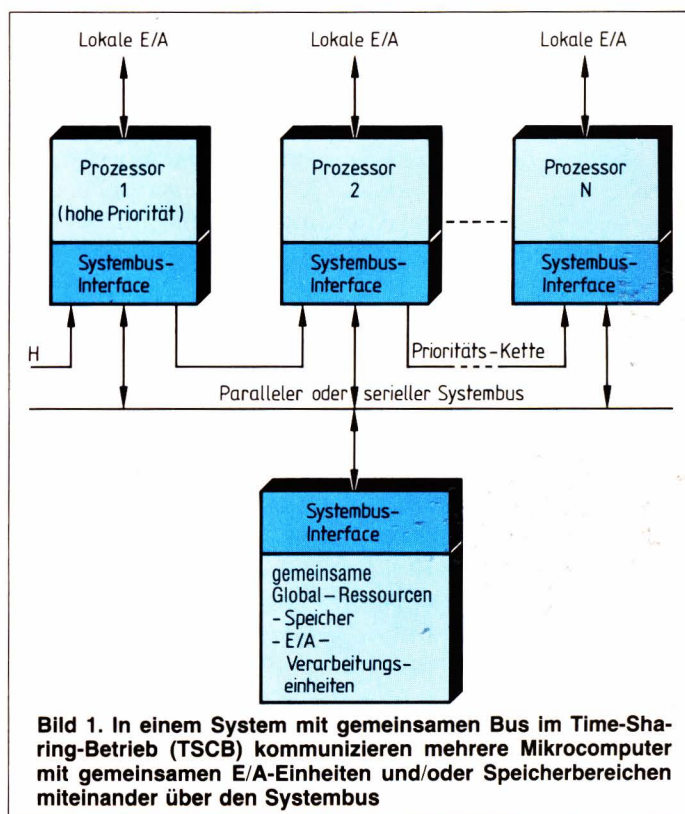 Lokale E/A
Lokale E/A
Lokale E/A
Prozessor
1
(hohe Priorität)
Prozessor
2
Prozessor
N
Systembus-
Interface
Systembus-
Interface
Systembus-
Interface
H
Prioritäts-Kette
Paralleler oder serieller Systembus
Systembus-
Interface
gemeinsame
Global-Ressourcen
- Speicher
- E/A-
Verarbeitungs-
einheiten
Bild 1. In einem System mit gemeinsamen Bus im Time-Sha-
ring-Betrieb (TSCB) kommunizieren mehrere Mikrocomputer
mit gemeinsamen E/A-Einheiten und/oder Speicherbereichen
miteinander über den Systembus